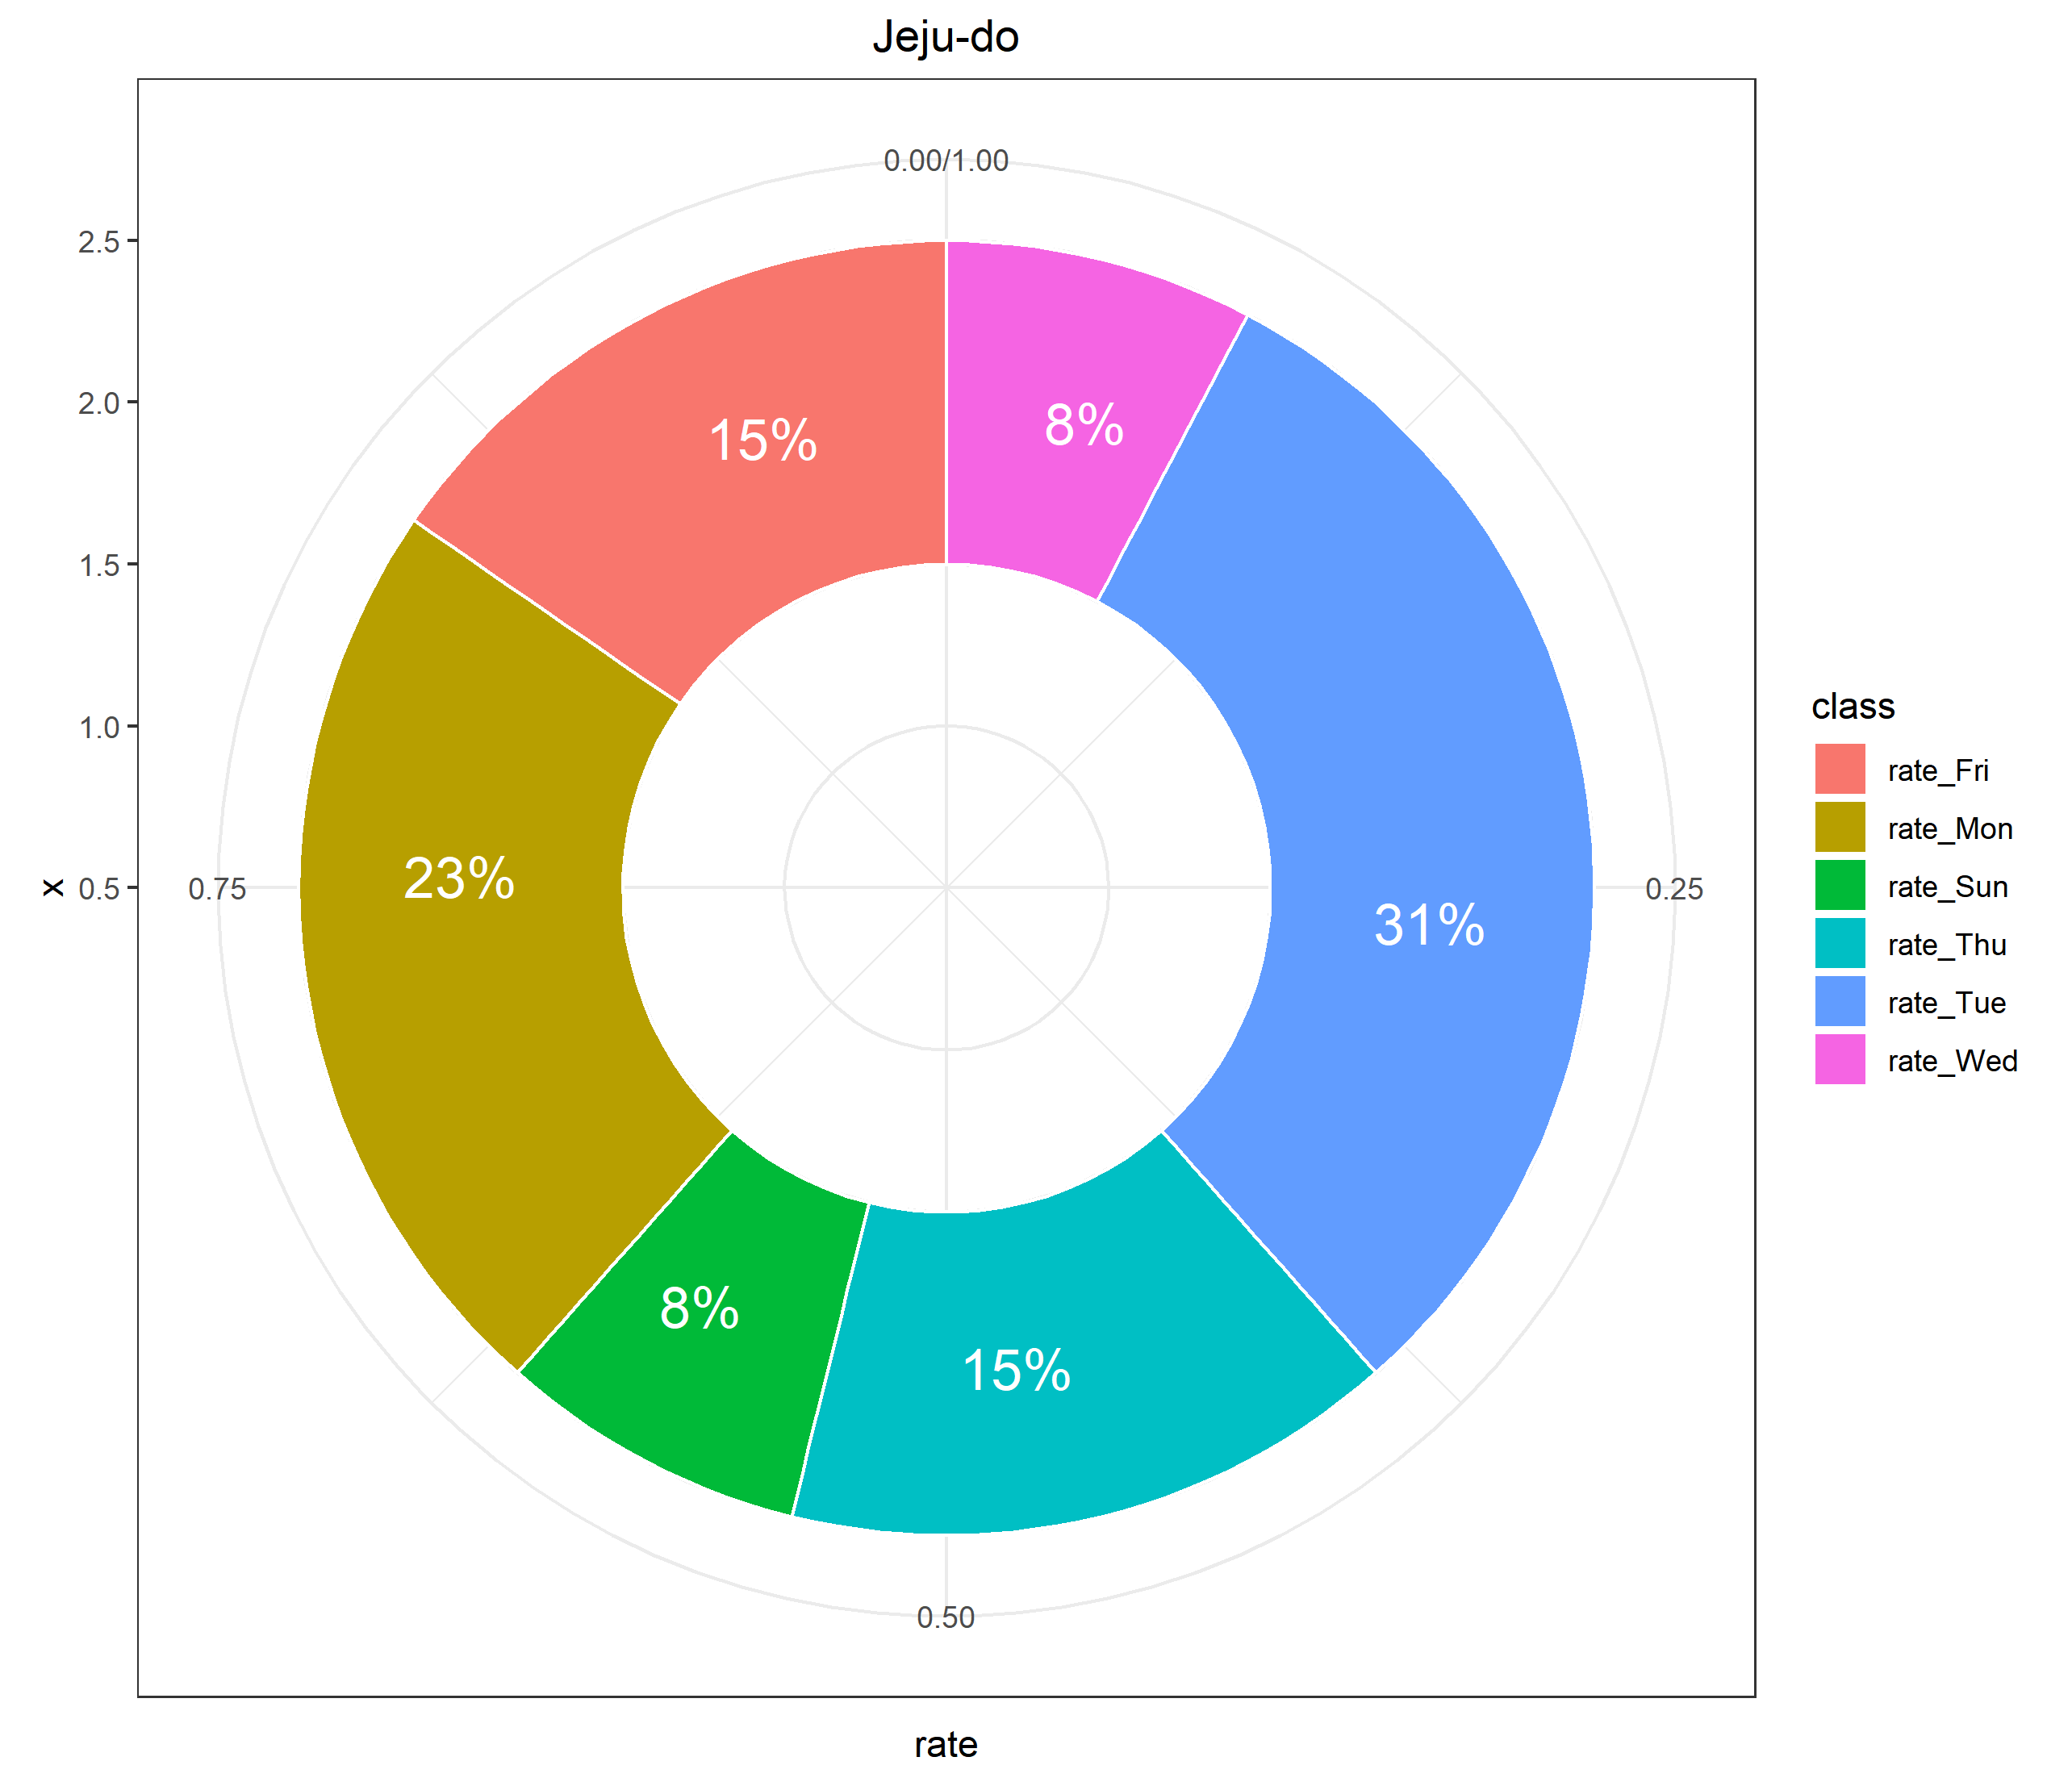 Jeju-do
0.00/1.00
2.5
2.0
1.5
1.0
0.5
x
0.75
0.25
0.50
15%
8%
23%
31%
8%
15%
rate
class
rate_Fri
rate_Mon
rate_Sun
rate_Thu
rate_Tue
rate_Wed